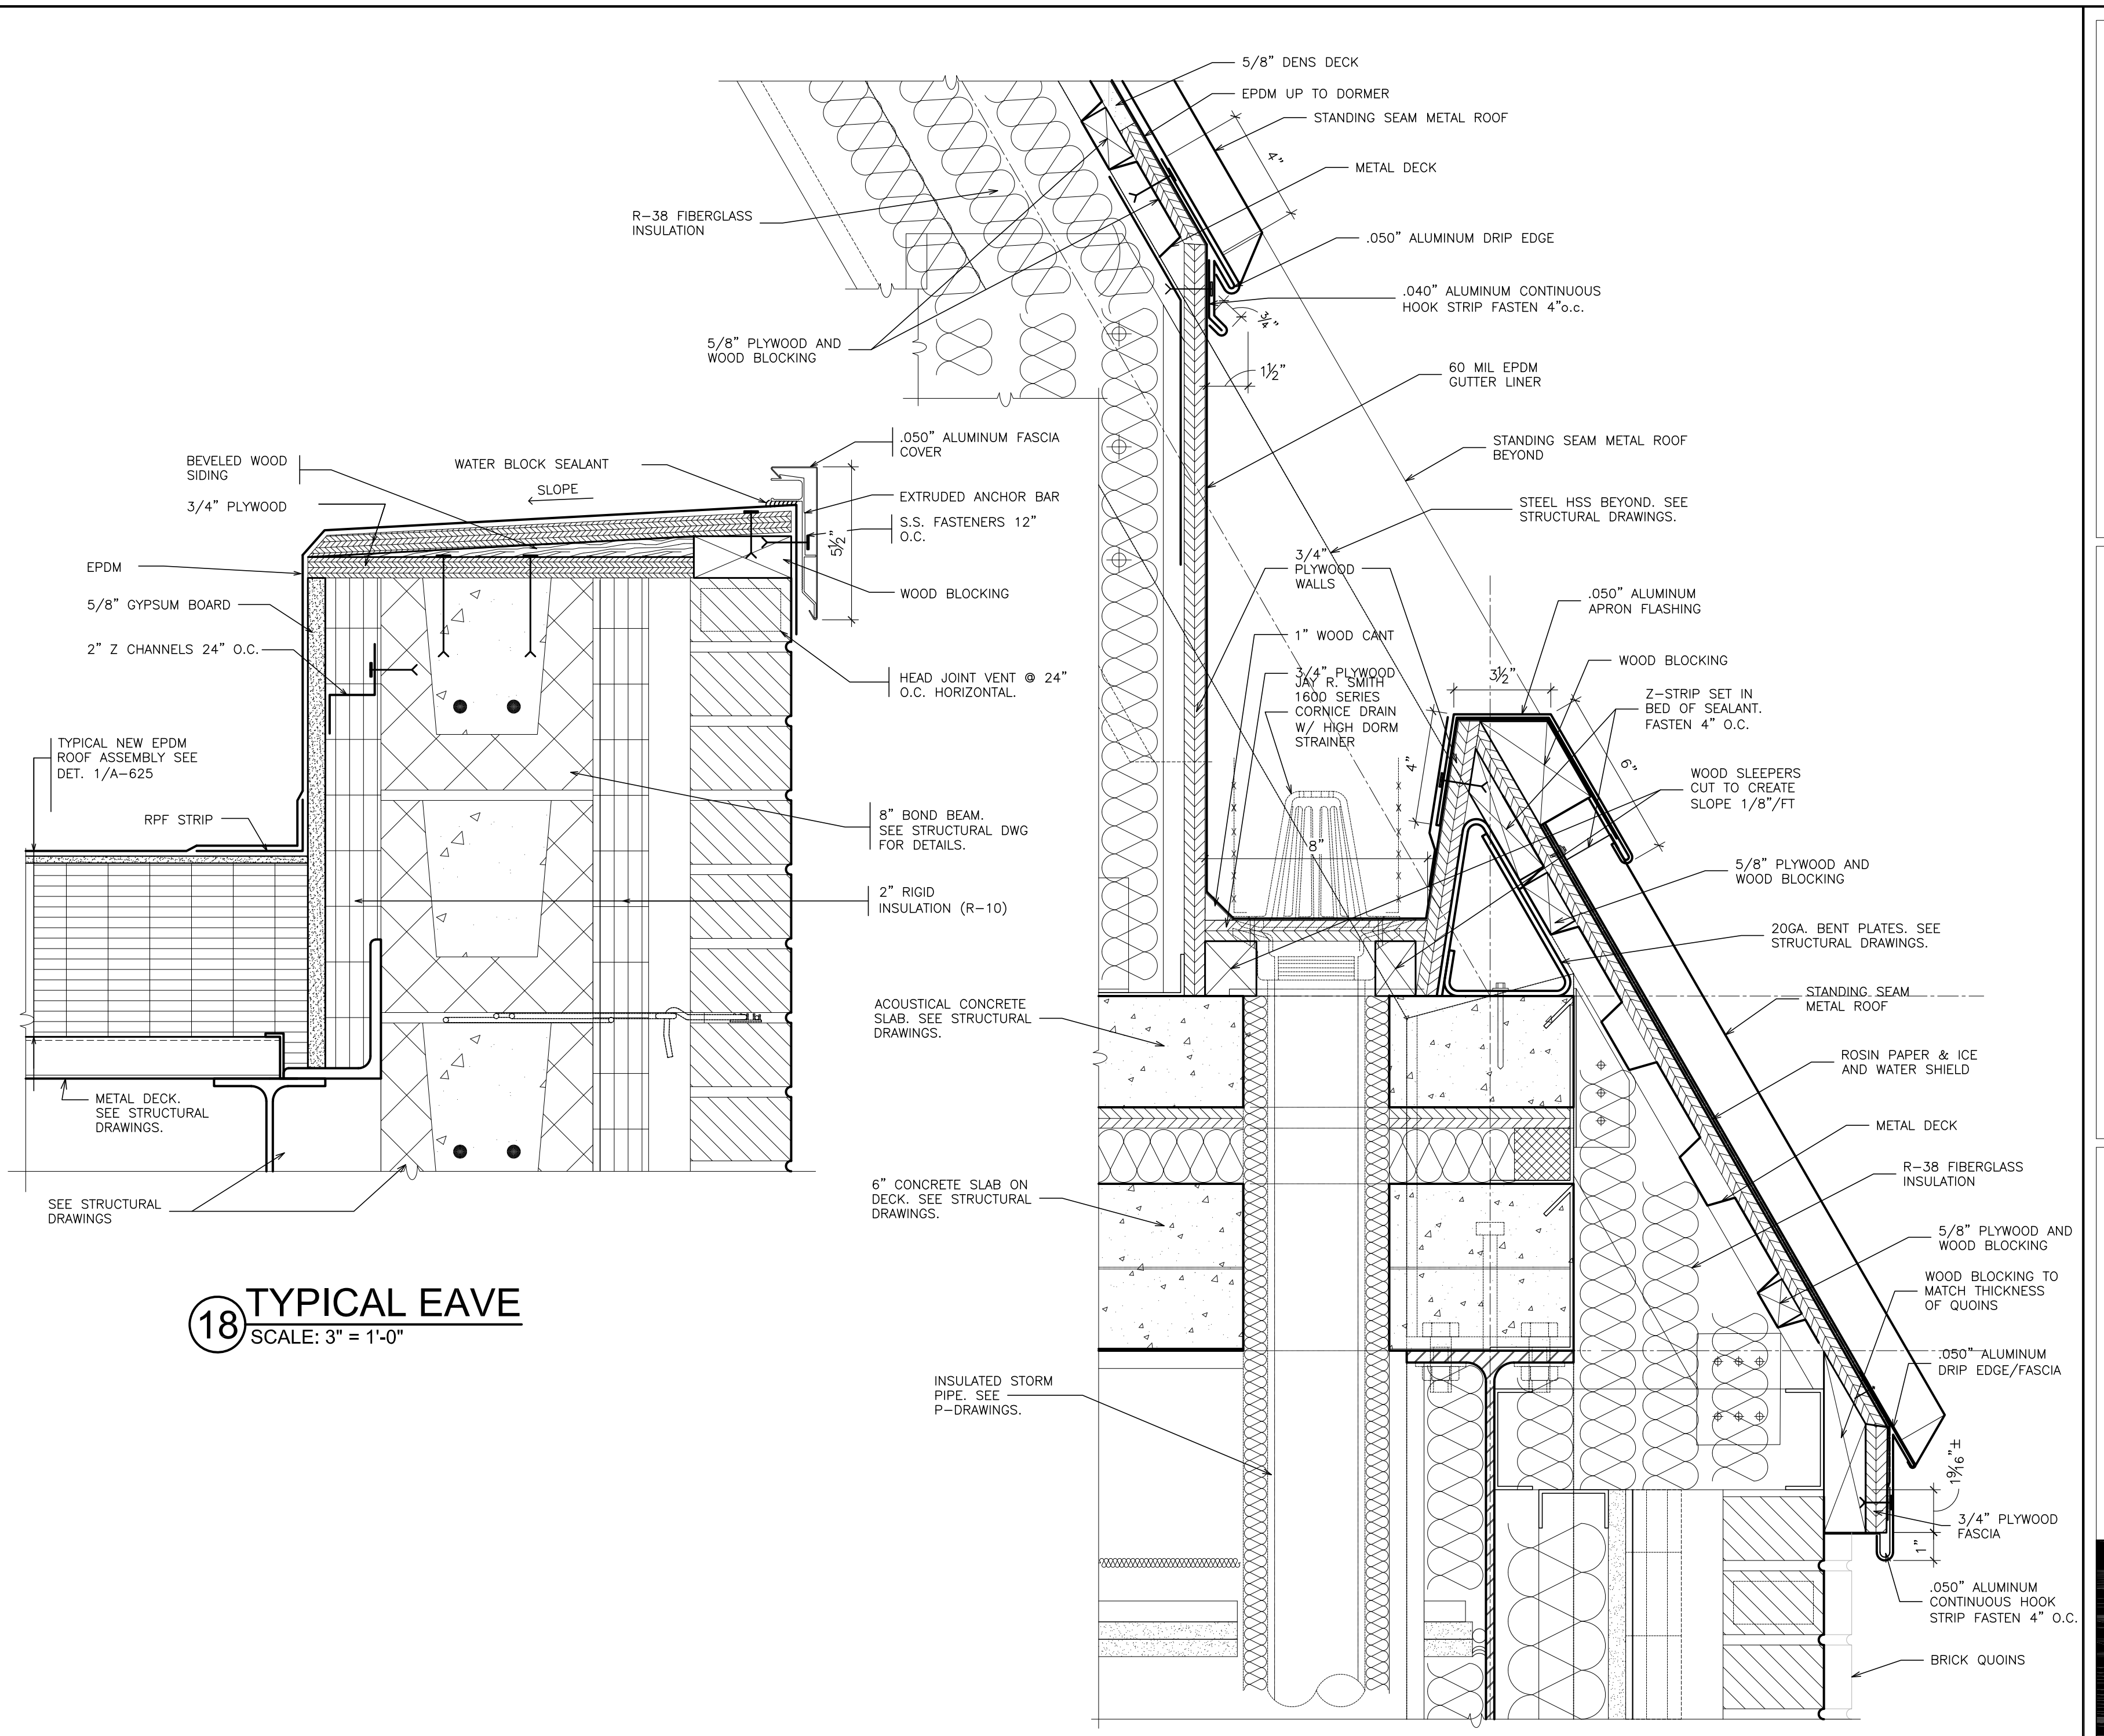 BEVELED WOOD
SIDING
3/4” PLYWOOD
WATER BLOCK SEALANT
SLOPE
.050” ALUMINUM FASCIA
COVER
EXTRUDED ANCHOR BAR
S.S. FASTENERS 12”
O.C.
5½”
WOOD BLOCKING
HEAD JOINT VENT @ 24”
O.C. HORIZONTAL.
EPDM
5/8” GYPSUM BOARD
2” Z CHANNELS 24” O.C.
TYPICAL NEW EPDM
ROOF ASSEMBLY SEE
DET. 1/A-625
RPF STRIP
8” BOND BEAM.
SEE STRUCTURAL DWG
FOR DETAILS.
2” RIGID
INSULATION (R-10)
METAL DECK.
SEE STRUCTURAL
DRAWINGS.
SEE STRUCTURAL
DRAWINGS
18
TYPICAL EAVE
SCALE: 3" = 1'-0"
5/8” DENS DECK
EPDM UP TO DORMER
STANDING SEAM METAL ROOF
4”
METAL DECK
R-38 FIBERGLASS
INSULATION
.050” ALUMINUM DRIP EDGE
.040” ALUMINUM CONTINUOUS
HOOK STRIP FASTEN 4”o.c.
3/4”
5/8” PLYWOOD AND
WOOD BLOCKING
1½”
60 MIL EPDM
GUTTER LINER
STANDING SEAM METAL ROOF
BEYOND
STEEL HSS BEYOND. SEE
STRUCTURAL DRAWINGS.
3/4”
PLYWOOD
WALLS
.050” ALUMINUM
APRON FLASHING
1” WOOD CANT
3/4” PLYWOOD
JAY R. SMITH
1600 SERIES
CORNICE DRAIN
W/ HIGH DORM
STRAINER
WOOD BLOCKING
3½”
Z-STRIP SET IN
BED OF SEALANT.
FASTEN 4” O.C.
4”
6”
WOOD SLEEPERS
CUT TO CREATE
SLOPE 1/8”/FT
8”
5/8” PLYWOOD AND
WOOD BLOCKING
20GA. BENT PLATES. SEE
STRUCTURAL DRAWINGS.
ACOUSTICAL CONCRETE
SLAB. SEE STRUCTURAL
DRAWINGS.
STANDING SEAM
METAL ROOF
ROSIN PAPER & ICE
AND WATER SHIELD
METAL DECK
6” CONCRETE SLAB ON
DECK. SEE STRUCTURAL
DRAWINGS.
R-38 FIBERGLASS
INSULATION
5/8” PLYWOOD AND
WOOD BLOCKING
WOOD BLOCKING TO
MATCH THICKNESS
OF QUOINS
.050” ALUMINUM
DRIP EDGE/FASCIA
INSULATED STORM
PIPE. SEE
P-DRAWINGS.
1 9/16”±
3/4” PLYWOOD
FASCIA
1”
.050” ALUMINUM
CONTINUOUS HOOK
STRIP FASTEN 4” O.C.
BRICK QUOINS